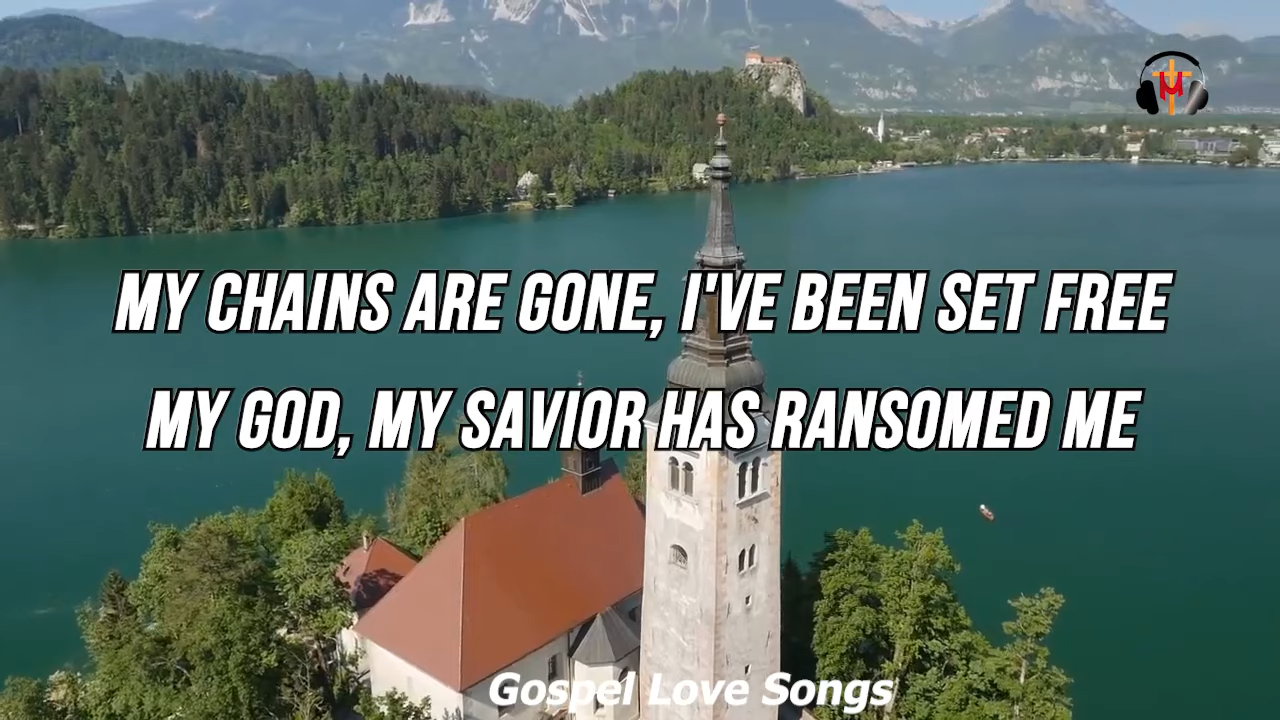 MY CHAINS ARE GONE, I'VE BEEN SET FREE
MY GOD, MY SAVIOR HAS RANSOMED ME
Gospel Love Songs